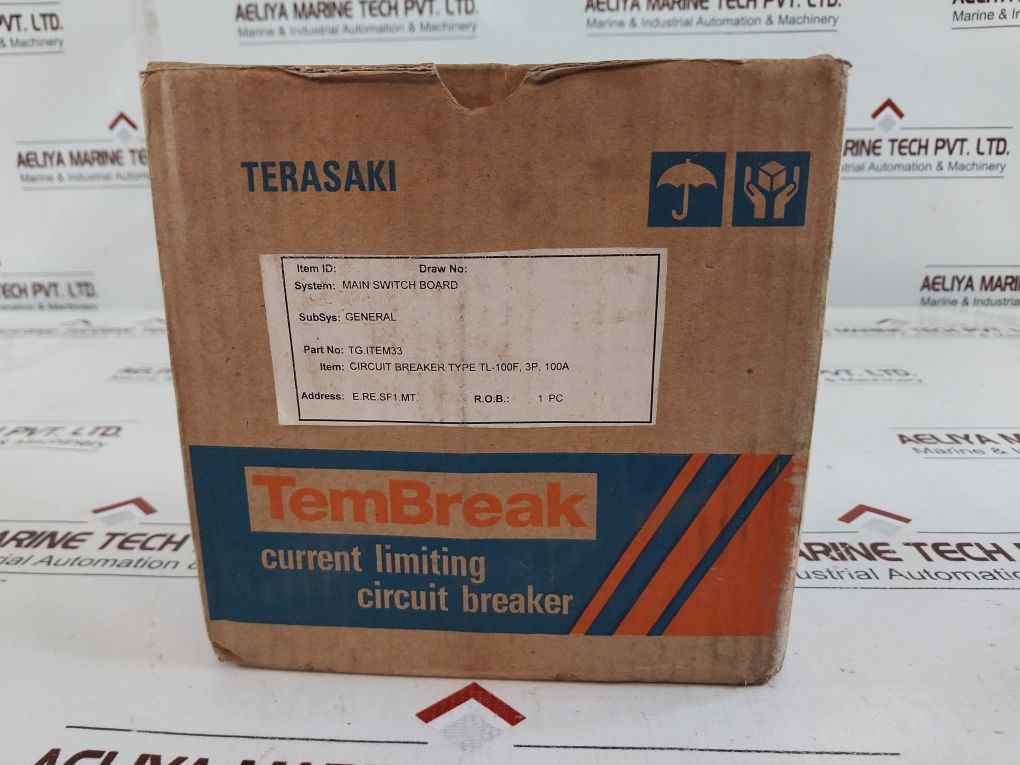 AELIYA MARINE TECH PVT. LTD.
Marine & Industrial Automation & Machinery
TERASAKI
Item ID: Draw No:
System: MAIN SWITCH BOARD
SubSys: GENERAL
Part No: TG.ITEM33
Item: CIRCUIT BREAKER TYPE TL-100F, 3P, 100A
Address: E.RE.SF1.MT. R.O.B.: 1 PC
TemBreak
current limiting
circuit breaker